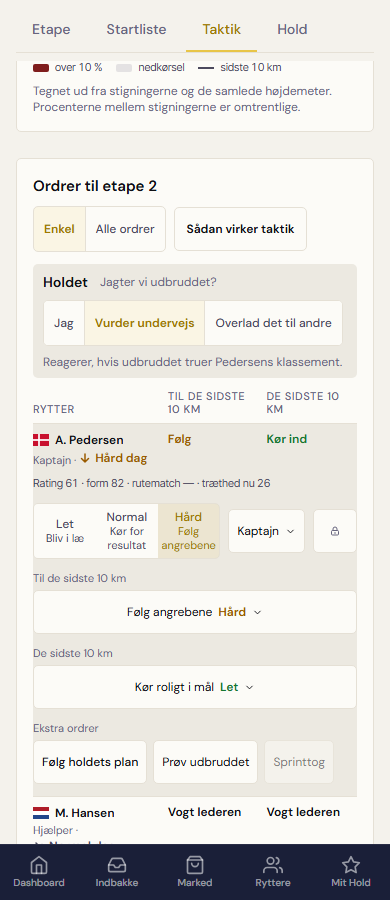 Etape Startliste Taktik Hold
over 10 % nedkørsel sidste 10 km
Tegnet ud fra stigningerne og de samlede højdemeter.
Procenterne mellem stigningerne er omtrentlige.
Ordrer til etape 2
Enkel Alle ordrer Sådan virker taktik
Holdet Jagter vi udbruddet?
Jag Vurder undervejs Overlad det til andre
Reagerer, hvis udbruddet truer Pedersens klassement.
RYTTER TIL DE SIDSTE 10 KM DE SIDSTE 10 KM
A. Pedersen Følg Kør ind
Kaptajn · ↓ Hård dag
Rating 61 · form 82 · rutematch — · træthed nu 26
Let Normal Hård
Bliv i læ Kør for resultat Følg angrebene Kaptajn
Til de sidste 10 km
Følg angrebene Hård
De sidste 10 km
Kør roligt i mål Let
Ekstra ordrer
Følg holdets plan Prøv udbruddet Sprinttog
M. Hansen Vogt lederen Vogt lederen
Hjælper ·
Dashboard Indbakke Marked Ryttere Mit Hold